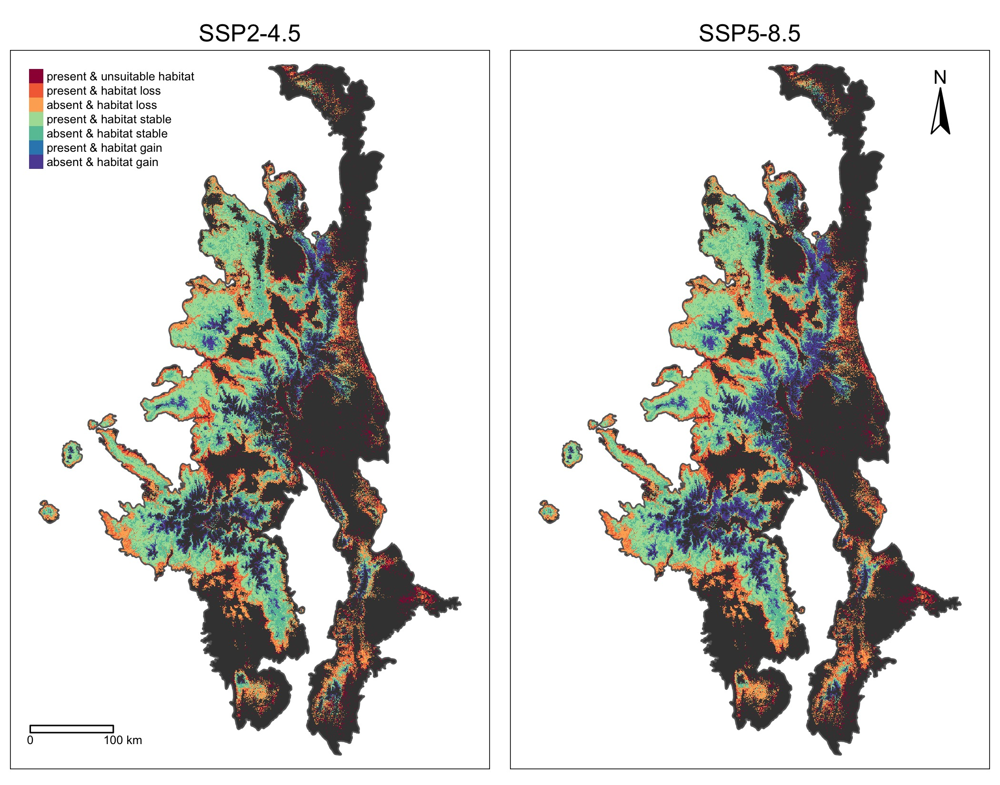 SSP2-4.5
SSP5-8.5
present & unsuitable habitat
present & habitat loss
absent & habitat loss
present & habitat stable
absent & habitat stable
present & habitat gain
absent & habitat gain
N
0 100 km